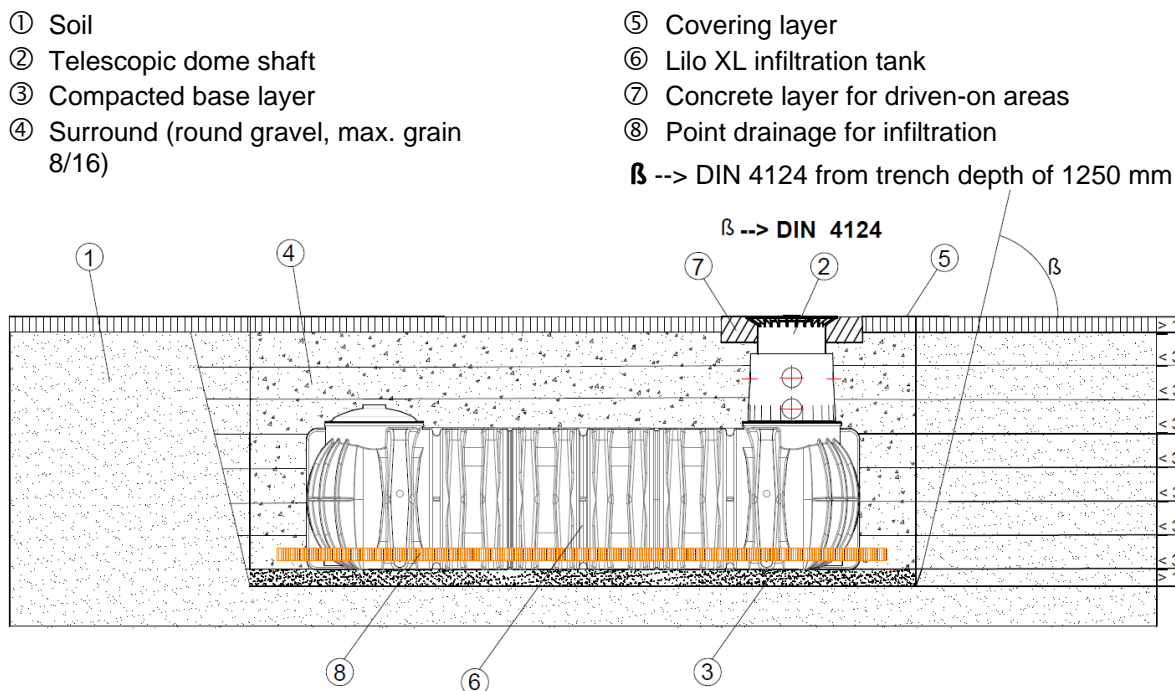 ① Soil
② Telescopic dome shaft
③ Compacted base layer
④ Surround (round gravel, max. grain
8/16)
⑤ Covering layer
⑥ Lilo XL infiltration tank
⑦ Concrete layer for driven-on areas
⑧ Point drainage for infiltration
ß --> DIN 4124 from trench depth of 1250 mm
ß --> DIN 4124
1
4
7
2
5
ß
8
6
3